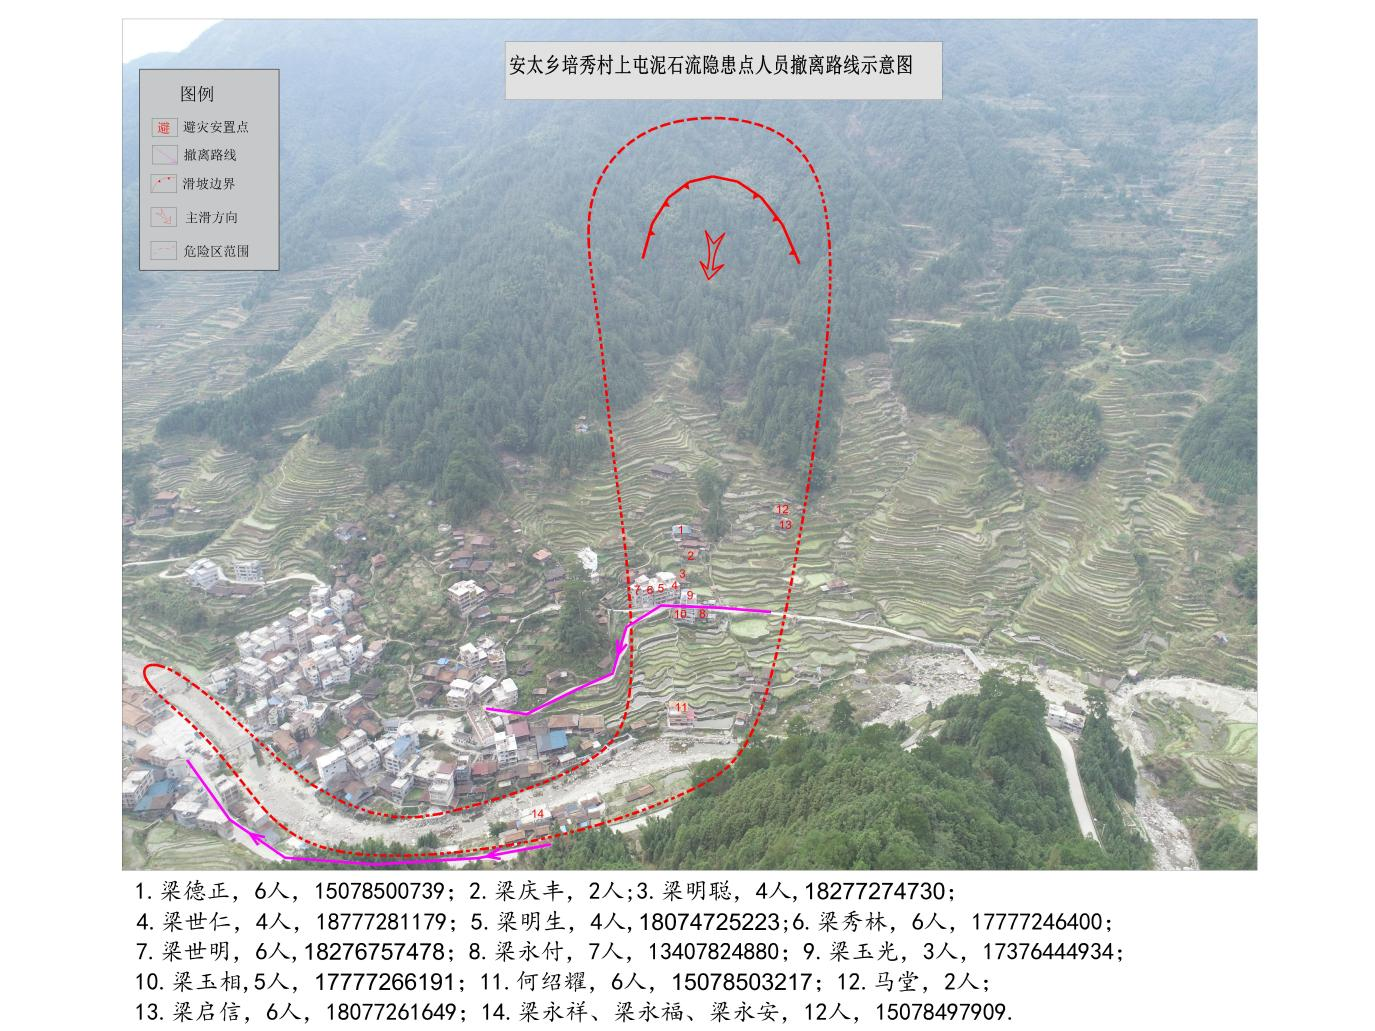 安太乡培秀村上屯泥石流隐患点人员撤离路线示意图
图例
避 避灾安置点
撤离路线
滑坡边界
主滑方向
危险区范围
12
13
1
2
3
7 6 5 4
9
10 8
11
14
1.梁德正，6人，15078500739；2.梁庆丰，2人;3.梁明聪，4人,18277274730；
4.梁世仁，4人，18777281179；5.梁明生，4人,18074725223;6.梁秀林，6人，17777246400；
7.梁世明，6人,18276757478；8.梁永付，7人，13407824880；9.梁玉光，3人，17376444934；
10.梁玉相,5人，17777266191；11.何绍耀，6人，15078503217；12.马堂，2人；
13.梁启信，6人，18077261649；14.梁永祥、梁永福、梁永安，12人，15078497909.